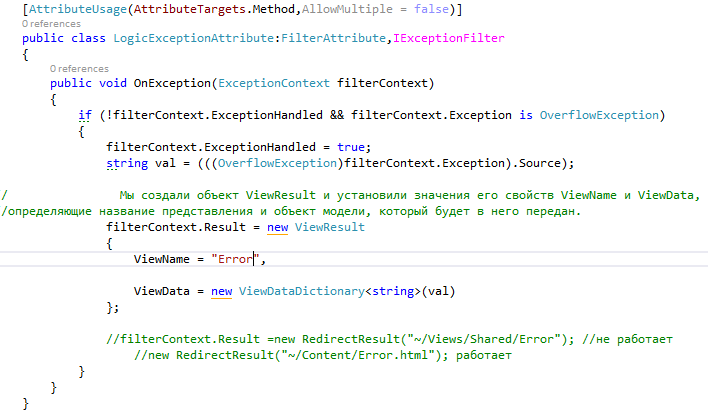 [AttributeUsage(AttributeTargets.Method,AllowMultiple = false)]
0 references
public class LogicExceptionAttribute:FilterAttribute,IExceptionFilter
{
0 references
public void OnException(ExceptionContext filterContext)
{
if (!filterContext.ExceptionHandled && filterContext.Exception is OverflowException)
{
filterContext.ExceptionHandled = true;
string val = (((OverflowException)filterContext.Exception).Source);
/ Мы создали объект ViewResult и установили значения его свойств ViewName и ViewData,
/определяющие название представления и объект модели, который будет в него передан.
filterContext.Result = new ViewResult
{
ViewName = "Error",
ViewData = new ViewDataDictionary<string>(val)
};
//filterContext.Result =new RedirectResult("~/Views/Shared/Error"); //не работает
//new RedirectResult("~/Content/Error.html"); работает
}
}
}